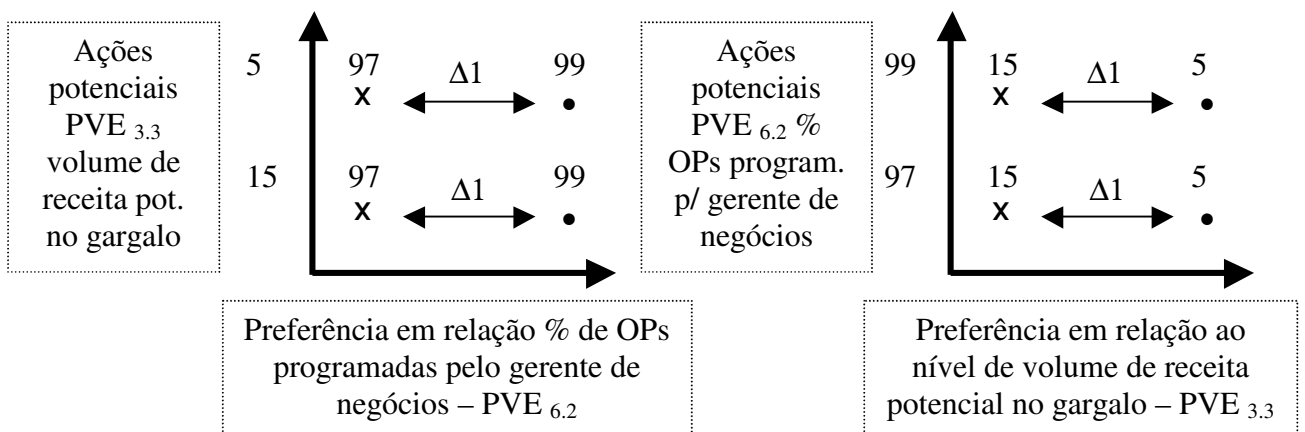 Ações
potenciais
PVE 3.3
volume de
receita pot.
no gargalo
5
97
x
Δ1
99
•
15
97
x
Δ1
99
•
Preferência em relação % de OPs
programadas pelo gerente de
negócios – PVE 6.2
Ações
potenciais
PVE 6.2 %
OPs program.
p/ gerente de
negócios
99
15
x
Δ1
5
•
97
15
x
Δ1
5
•
Preferência em relação ao
nível de volume de receita
potencial no gargalo – PVE 3.3